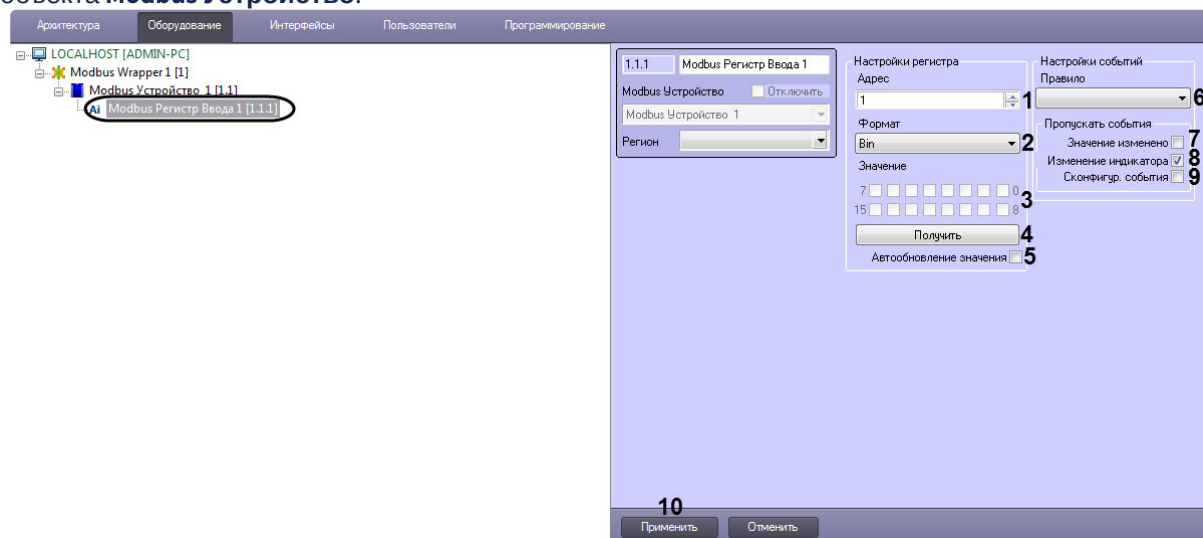 объекта Modbus Устройство.
Архитектура Оборудование Интерфейсы Пользователи Программирование
LOCALHOST [ADMIN-PC]
Modbus Wrapper 1 [1]
Modbus Устройство 1 [1.1]
Ai Modbus Регистр Ввода 1 [1.1.1]
1.1.1 Modbus Регистр Ввода 1
Modbus Устройство Отключить
Modbus Устройство 1
Регион
Настройки регистра
Адрес
1 1
Формат
Bin 2
Значение
7 0
15 8
3
Получить 4
Автообновление значения 5
Настройки событий
Правило
6
Пропускать события
Значение изменено 7
Изменение индикатора 8
Сконфигур. события 9
10
Применить Отменить